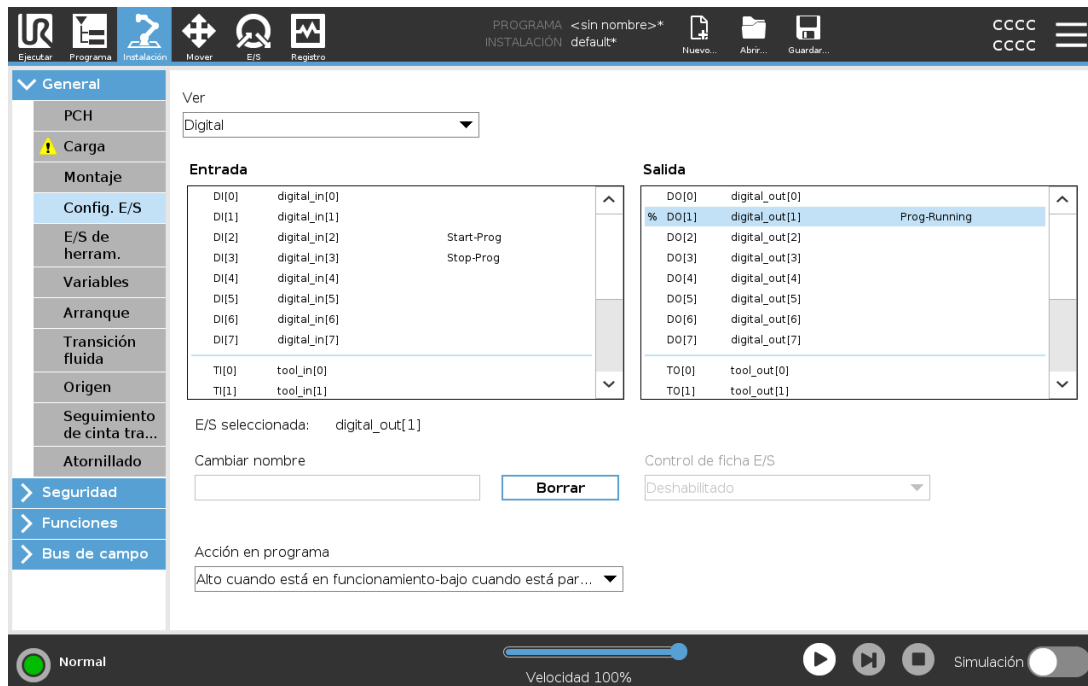 PROGRAMA <sin nombre>*
INSTALACIÓN default*
CCCC
CCCC
Ejecutar Programa Instalación Mover E/S Registro Nuevo... Abrir... Guardar...
General
PCH
Carga
Montaje
Config. E/S
E/S de
herram.
Variables
Arranque
Transición
fluida
Origen
Seguimiento
de cinta tra...
Atornillado
Seguridad
Funciones
Bus de campo
Ver
Digital
Entrada
DI[0] digital_in[0]
DI[1] digital_in[1]
DI[2] digital_in[2] Start-Prog
DI[3] digital_in[3] Stop-Prog
DI[4] digital_in[4]
DI[5] digital_in[5]
DI[6] digital_in[6]
DI[7] digital_in[7]
TI[0] tool_in[0]
TI[1] tool_in[1]
Salida
DO[0] digital_out[0]
% DO[1] digital_out[1] Prog-Running
DO[2] digital_out[2]
DO[3] digital_out[3]
DO[4] digital_out[4]
DO[5] digital_out[5]
DO[6] digital_out[6]
DO[7] digital_out[7]
TO[0] tool_out[0]
TO[1] tool_out[1]
E/S seleccionada: digital_out[1]
Cambiar nombre
Borrar
Control de ficha E/S
Deshabilitado
Acción en programa
Alto cuando está en funcionamiento-bajo cuando está par...
Normal
Velocidad 100%
Simulación